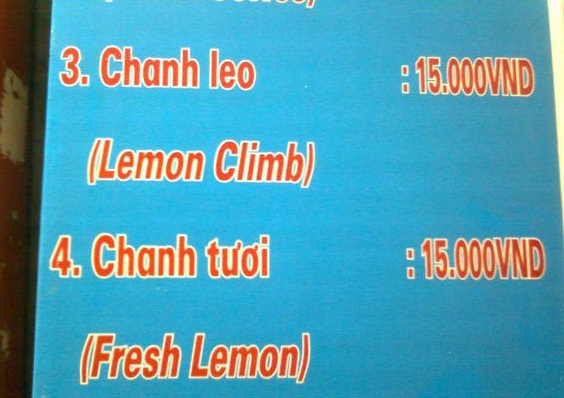 3. Chanh leo : 15.000VND
(Lemon Climb)
4. Chanh tươi : 15.000VND
(Fresh Lemon)